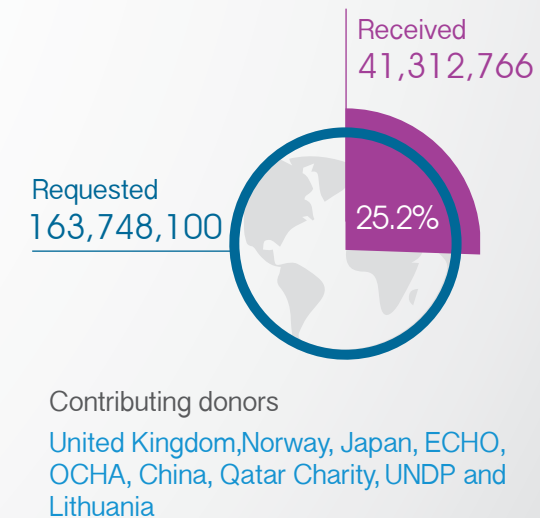 Received
41,312,766
Requested
163,748,100
25.2%
Contributing donors
United Kingdom,Norway, Japan, ECHO,
OCHA, China, Qatar Charity, UNDP and
Lithuania